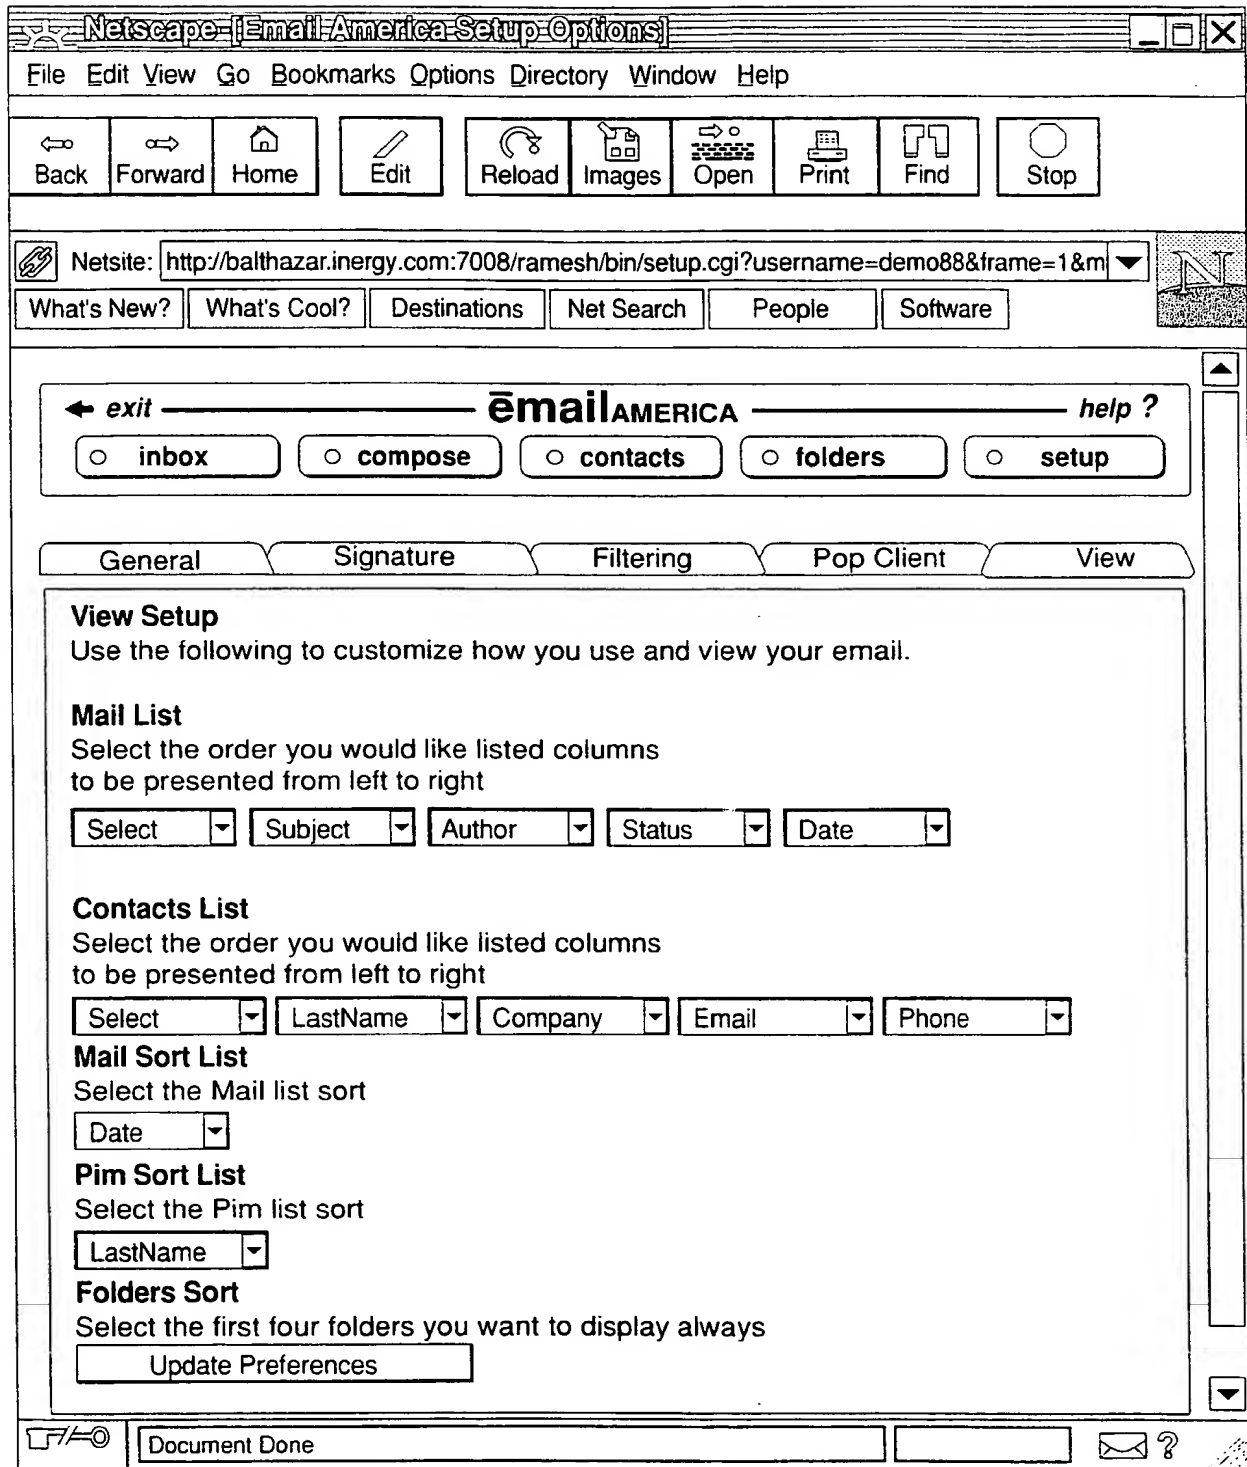 Netscape-[Email America Setup Options]
File Edit View Go Bookmarks Options Directory Window Help
Back Forward Home Edit Reload Images Open Print Find Stop
Netsite: http://balthazar.inergy.com:7008/ramesh/bin/setup.cgi?username=demo88&frame=1&m
N
What's New? What's Cool? Destinations Net Search People Software
exit ēmailAMERICA help ?
inbox compose contacts folders setup
General Signature Filtering Pop Client View
View Setup
Use the following to customize how you use and view your email.
Mail List
Select the order you would like listed columns
to be presented from left to right
Select Subject Author Status Date
Contacts List
Select the order you would like listed columns
to be presented from left to right
Select LastName Company Email Phone
Mail Sort List
Select the Mail list sort
Date
Pim Sort List
Select the Pim list sort
LastName
Folders Sort
Select the first four folders you want to display always
Update Preferences
Document Done ?